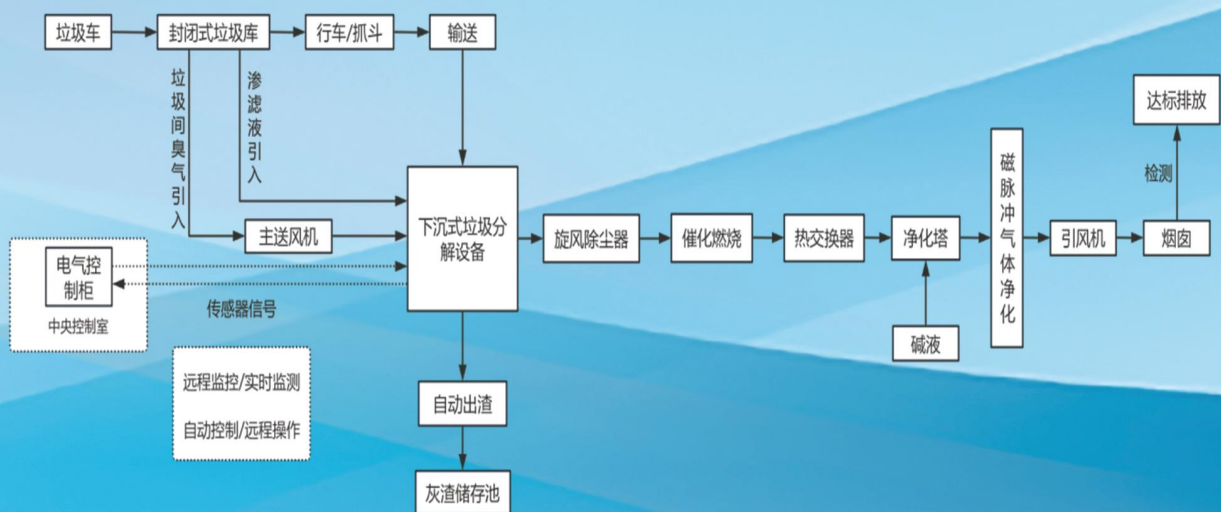 垃圾车
封闭式垃圾库
行车/抓斗
输送
垃圾间臭气引入
渗滤液引入
达标排放
检测
磁脉冲气体净化
下沉式垃圾分
解设备
主送风机
旋风除尘器
催化燃烧
热交换器
净化塔
引风机
烟囱
电气控
制柜
中央控制室
传感器信号
碱液
远程监控/实时监测
自动控制/远程操作
自动出渣
灰渣储存池